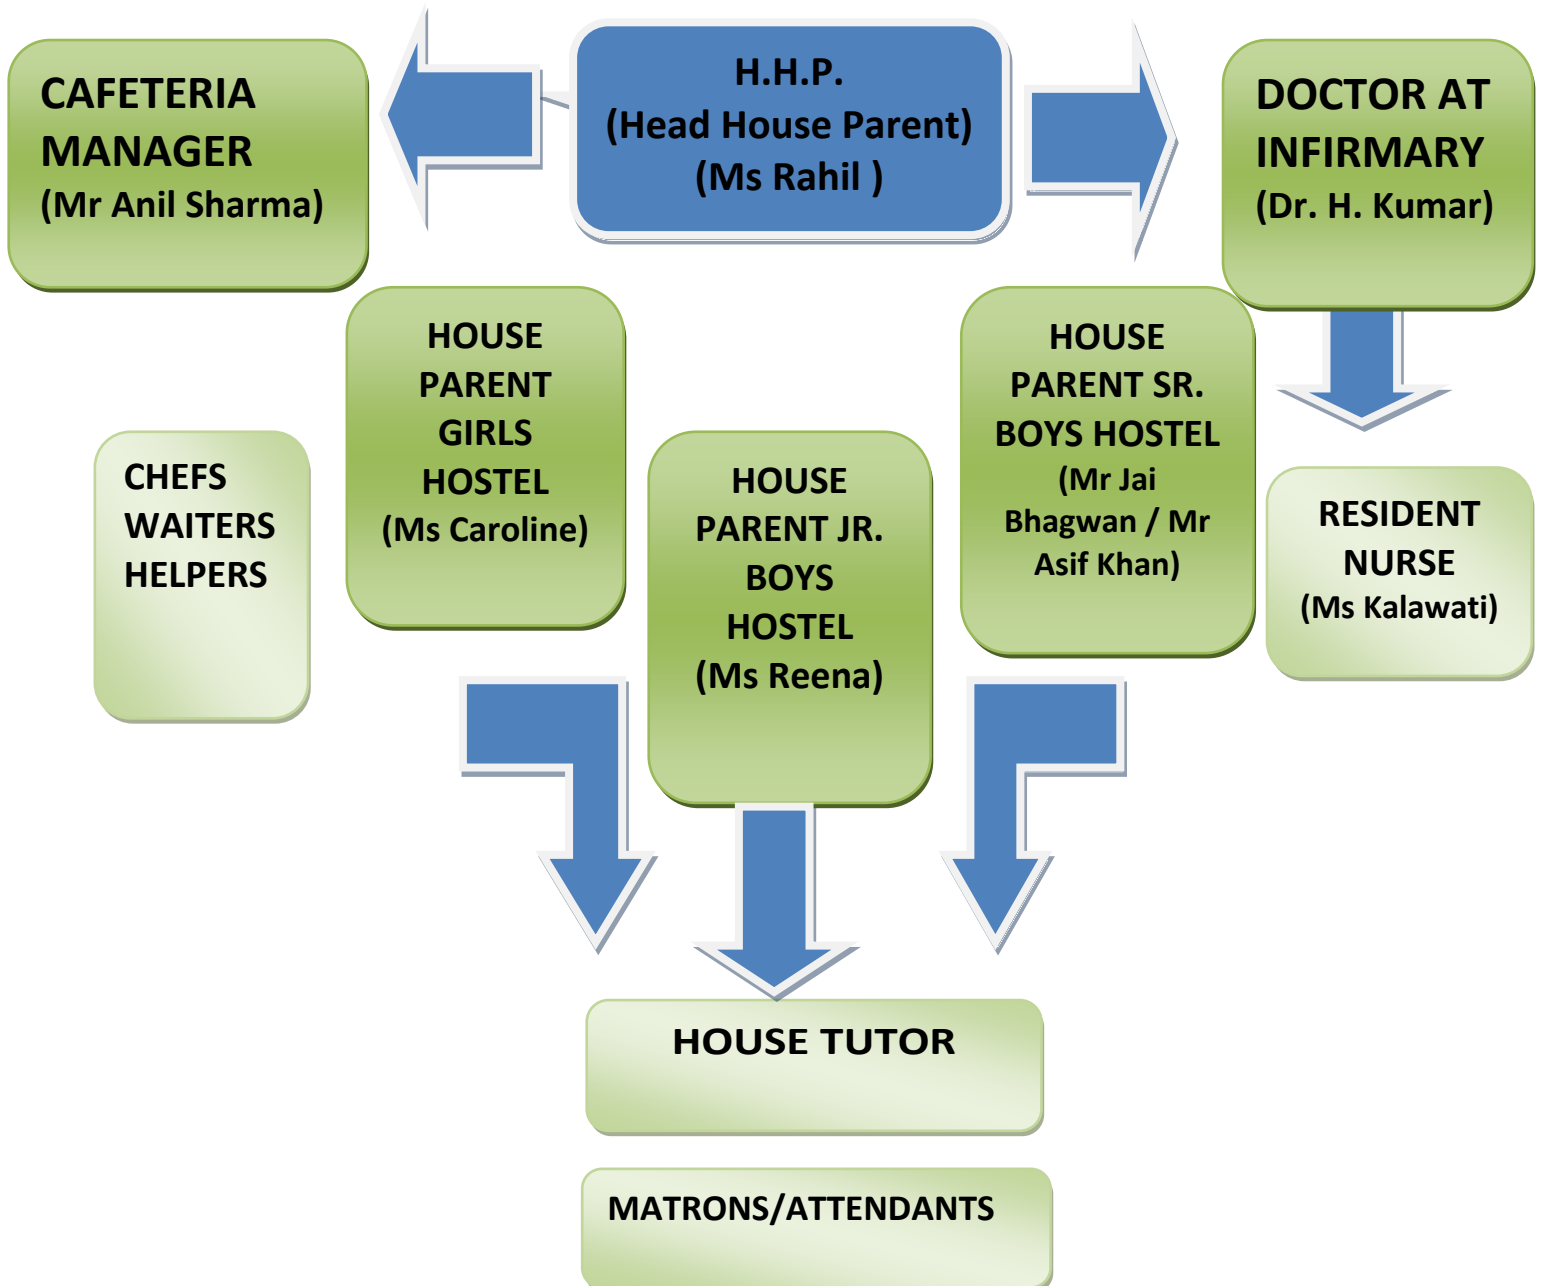 CAFETERIA
MANAGER
(Mr Anil Sharma)
H.H.P.
(Head House Parent)
(Ms Rahil )
DOCTOR AT
INFIRMARY
(Dr. H. Kumar)
HOUSE
PARENT
GIRLS
HOSTEL
(Ms Caroline)
HOUSE
PARENT SR.
BOYS HOSTEL
(Mr Jai
Bhagwan / Mr
Asif Khan)
CHEFS
WAITERS
HELPERS
HOUSE
PARENT JR.
BOYS
HOSTEL
(Ms Reena)
RESIDENT
NURSE
(Ms Kalawati)
HOUSE TUTOR
MATRONS/ATTENDANTS